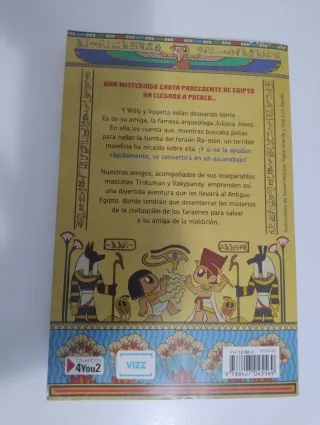 UNA MISTERIOSA CARTA PROCEDENTE DE EGIPTO
HA LLEGADO A PUEBLO...
Y Willy y Vegetta están deseando leerla.
Es de su amiga, la famosa arqueóloga Juliana Jones.
En ella les cuenta que, mientras buscaba pistas
para hallar la tumba del faraón Ra-mon, un terrible
maleficio ha recaído sobre ella. ¡Y si no la ayudan
rápidamente, se convertirá en un escarabajo!
Nuestros amigos, acompañados de sus inseparables
mascotas Trotuman y Vakypandy, emprenden así
una divertida aventura que les llevará al Antiguo
Egipto, donde tendrán que desenterrar los misterios
de la civilización de los faraones para salvar
a su amiga de la maldición.
4You2
VIZZ
9 788427 045969